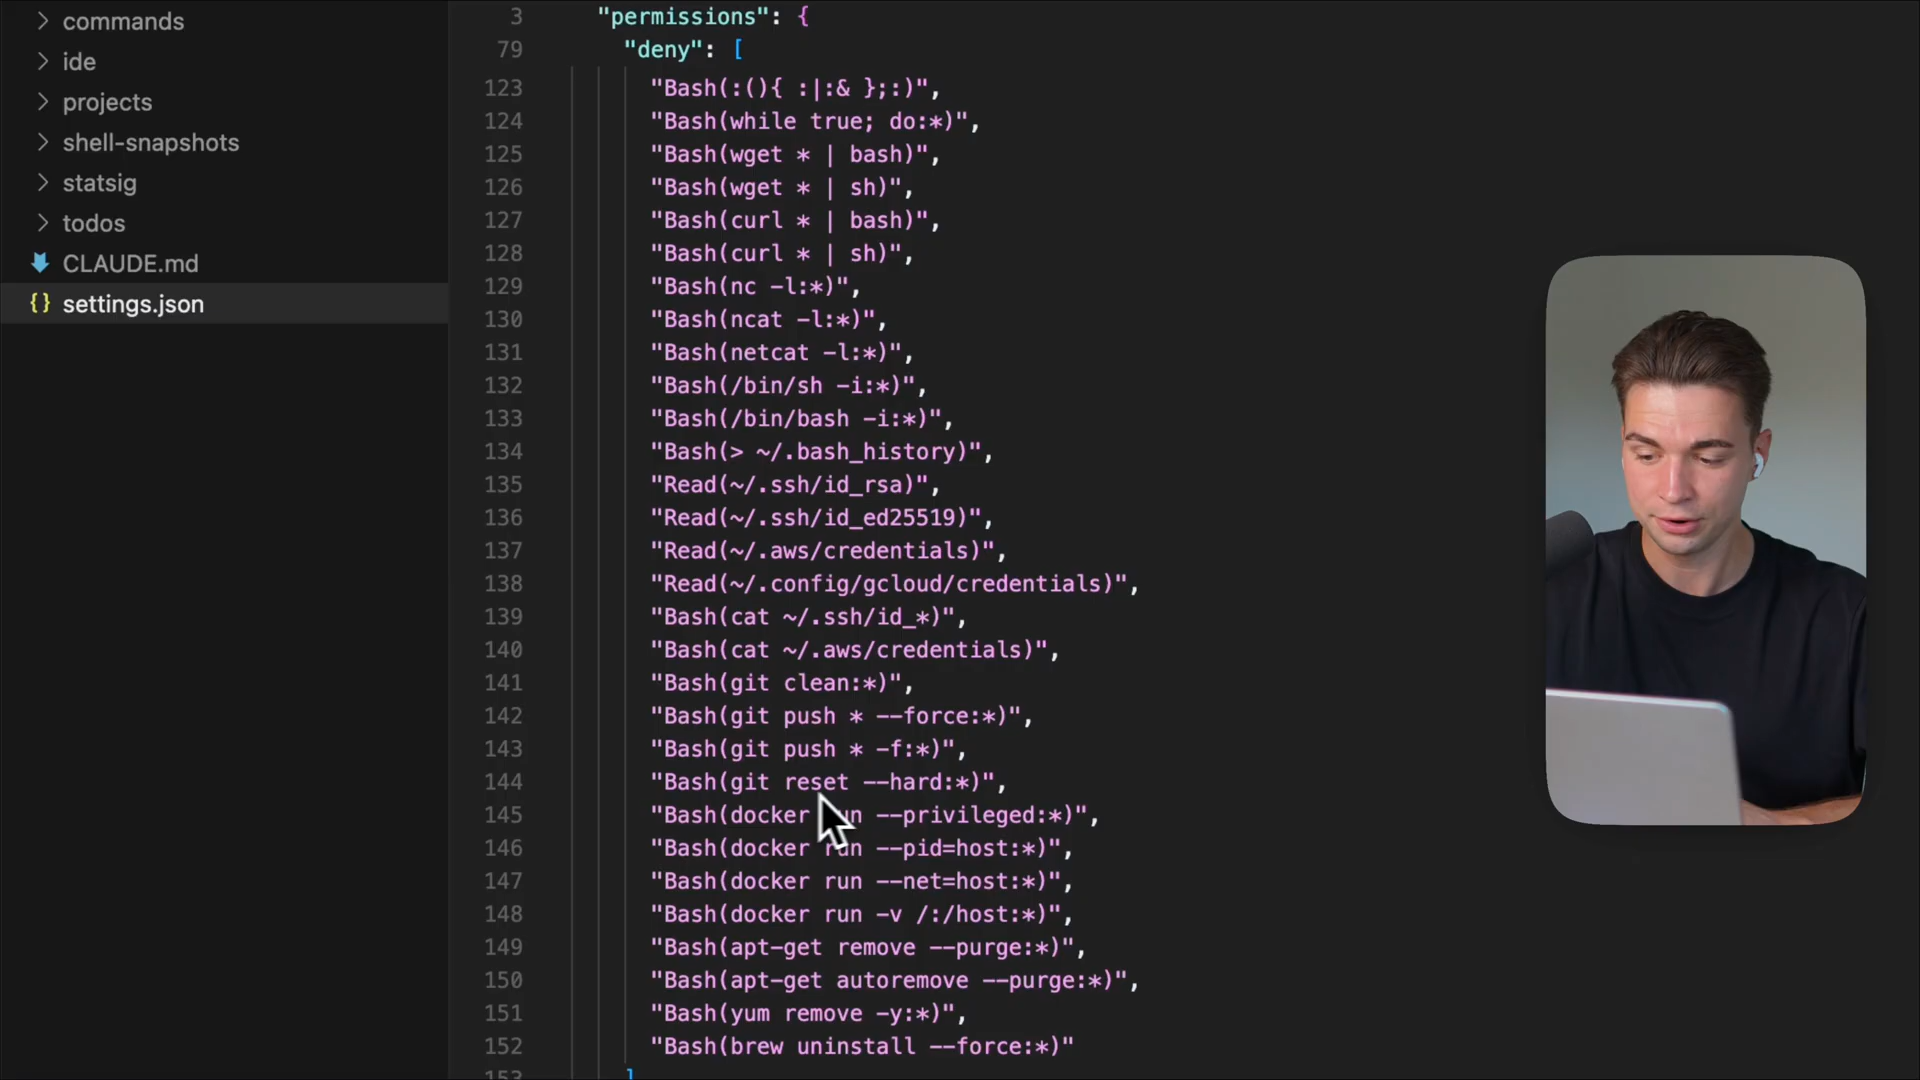 commands
ide
projects
shell-snapshots
statsig
todos
CLAUDE.md
{} settings.json
3 "permissions": {
79 "deny": [
123 "Bash(:(){ :|:& };:)",
124 "Bash(while true; do:*)",
125 "Bash(wget * | bash)",
126 "Bash(wget * | sh)",
127 "Bash(curl * | bash)",
128 "Bash(curl * | sh)",
129 "Bash(nc -l:*)",
130 "Bash(ncat -l:*)",
131 "Bash(netcat -l:*)",
132 "Bash(/bin/sh -i:*)",
133 "Bash(/bin/bash -i:*)",
134 "Bash(> ~/.bash_history)",
135 "Read(~/.ssh/id_rsa)",
136 "Read(~/.ssh/id_ed25519)",
137 "Read(~/.aws/credentials)",
138 "Read(~/.config/gcloud/credentials)",
139 "Bash(cat ~/.ssh/id_*)",
140 "Bash(cat ~/.aws/credentials)",
141 "Bash(git clean:*)",
142 "Bash(git push * --force:*)",
143 "Bash(git push * -f:*)",
144 "Bash(git reset --hard:*)",
145 "Bash(docker run --privileged:*)",
146 "Bash(docker run --pid=host:*)",
147 "Bash(docker run --net=host:*)",
148 "Bash(docker run -v /:/host:*)",
149 "Bash(apt-get remove --purge:*)",
150 "Bash(apt-get autoremove --purge:*)",
151 "Bash(yum remove -y:*)",
152 "Bash(brew uninstall --force:*)"
153 ]